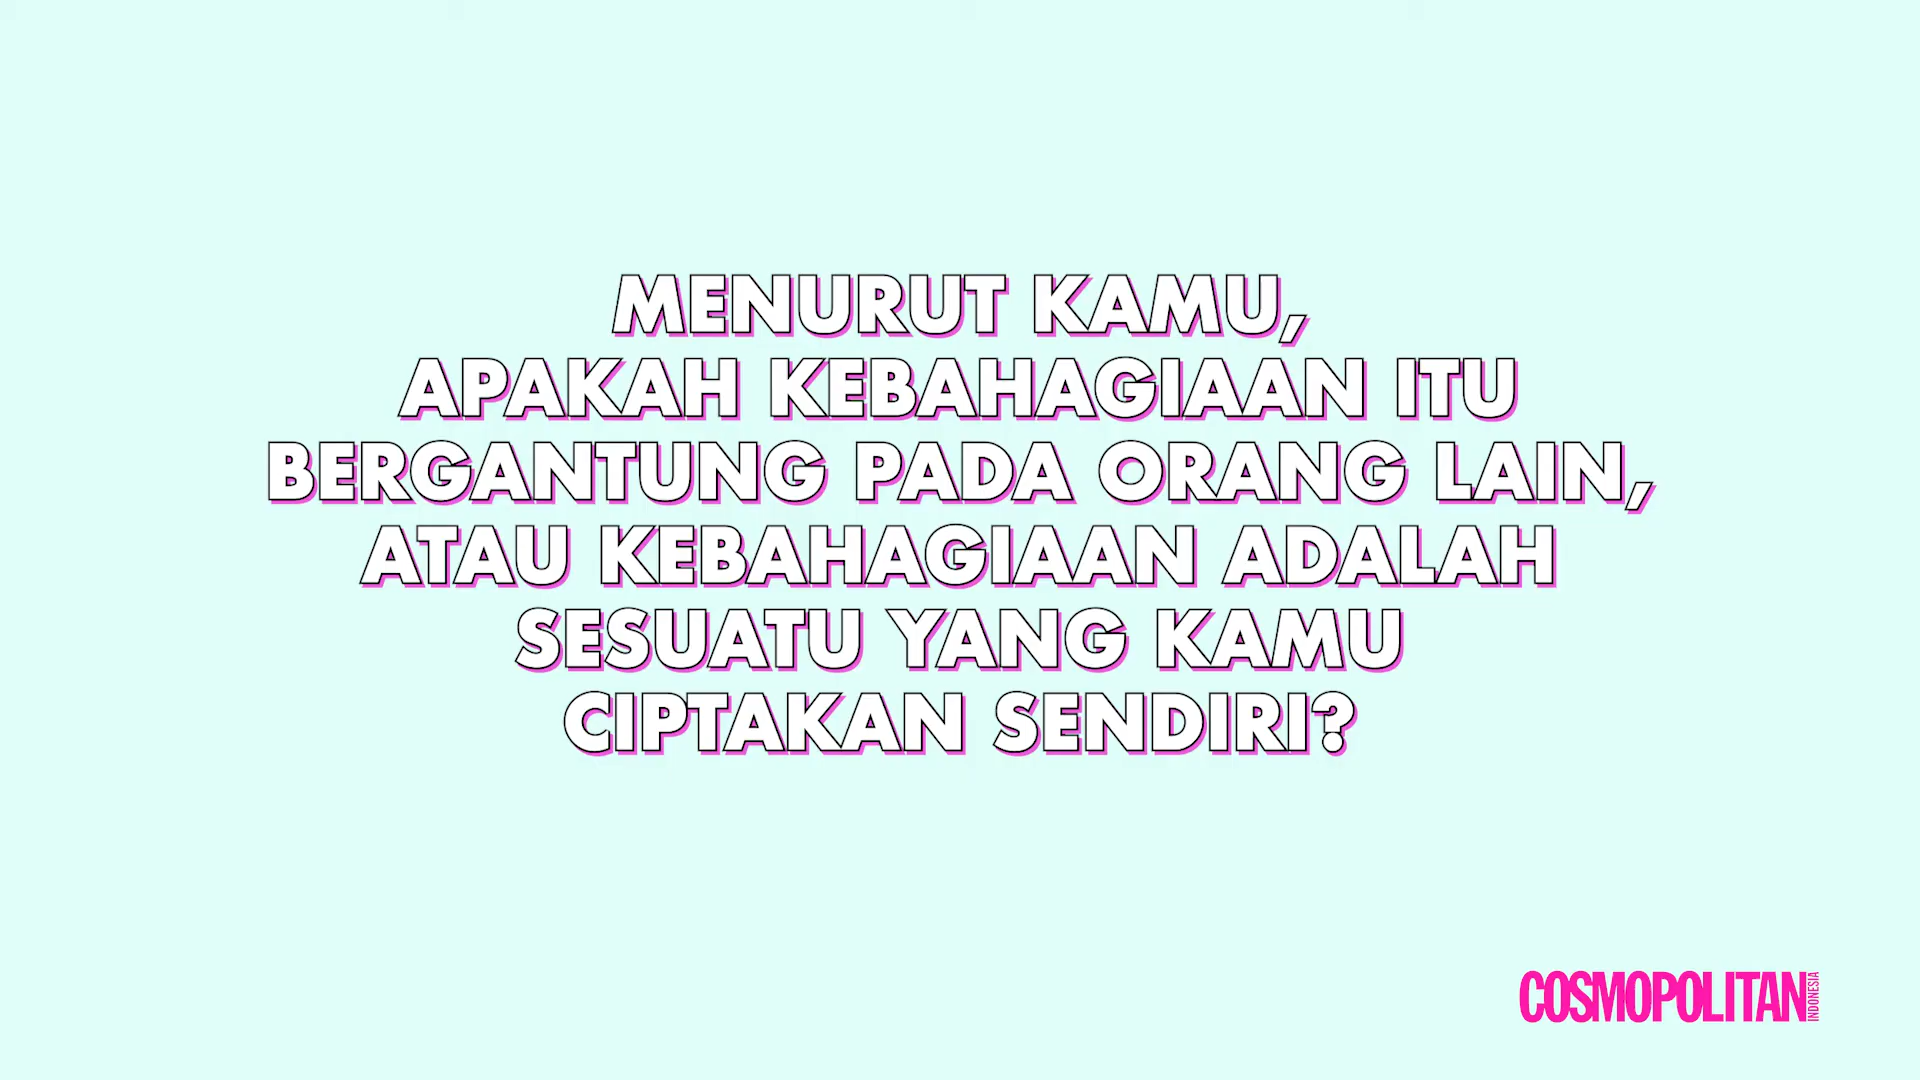 MENURUT KAMU,
APAKAH KEBAHAGIAAN ITU
BERGANTUNG PADA ORANG LAIN,
ATAU KEBAHAGIAAN ADALAH
SESUATU YANG KAMU
CIPTAKAN SENDIRI?
COSMOPOLITAN
INDONESIA